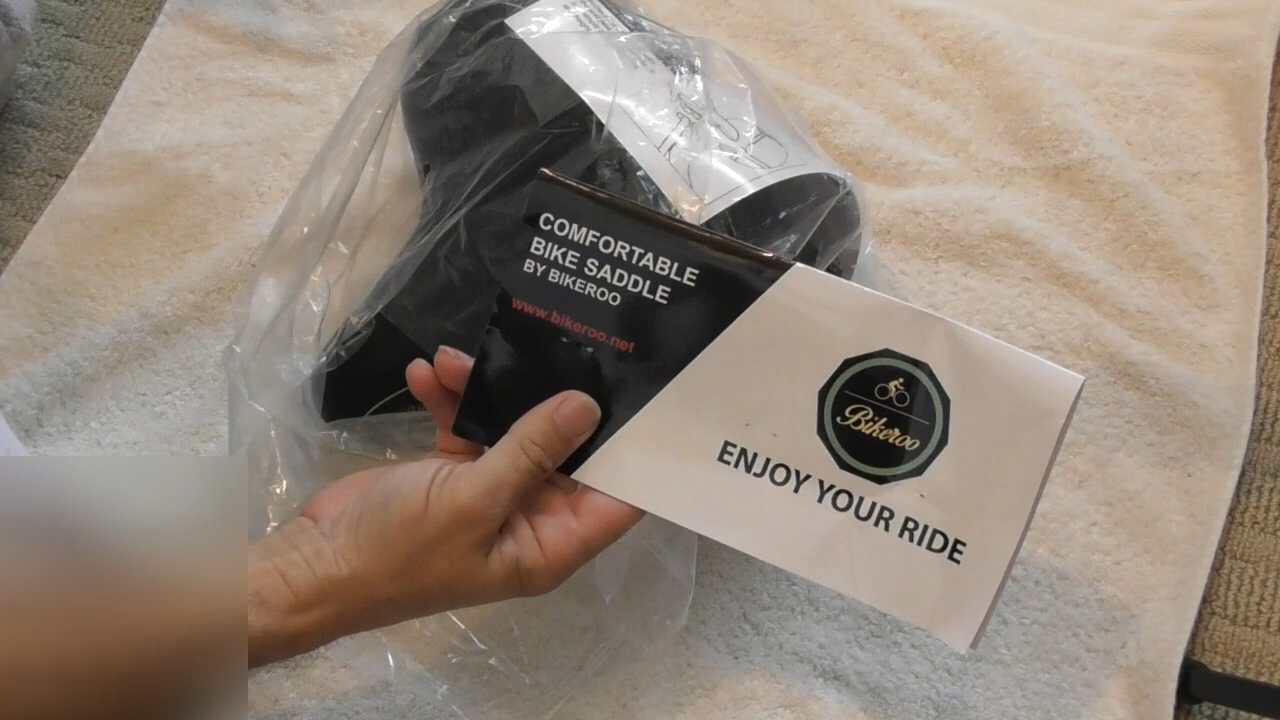 COMFORTABLE
BIKE SADDLE
BY BIKEROO
www.bikeroo.net
Bikeroo
ENJOY YOUR RIDE